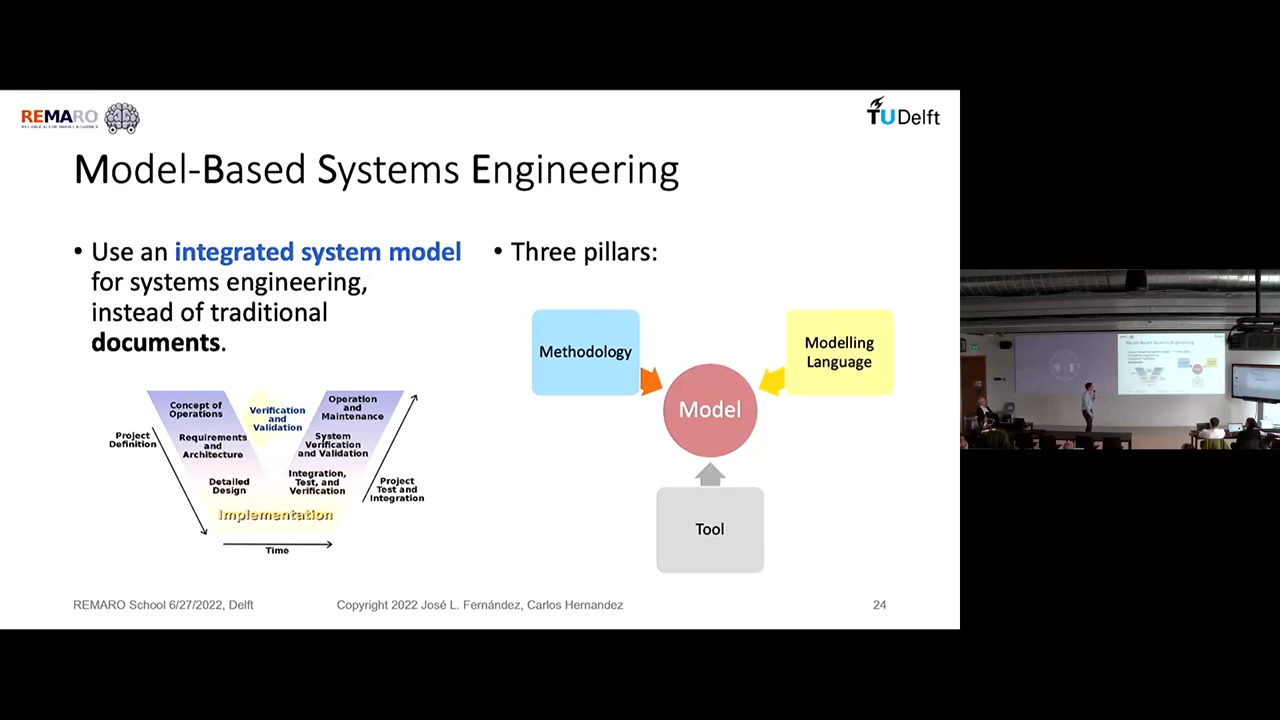 REMARO
TU Delft
Model-Based Systems Engineering
• Use an integrated system model
for systems engineering,
instead of traditional
documents.
• Three pillars:
Methodology
Modelling
Language
Model
Tool
Concept of
Operations
Verification
and
Validation
Operation
and
Maintenance
Project
Definition
Requirements
and
Architecture
System
Verification
and Validation
Detailed
Design
Integration,
Test, and
Verification
Project
Test and
Integration
Implementation
Time
REMARO School 6/27/2022, Delft
Copyright 2022 José L. Fernández, Carlos Hernandez
24